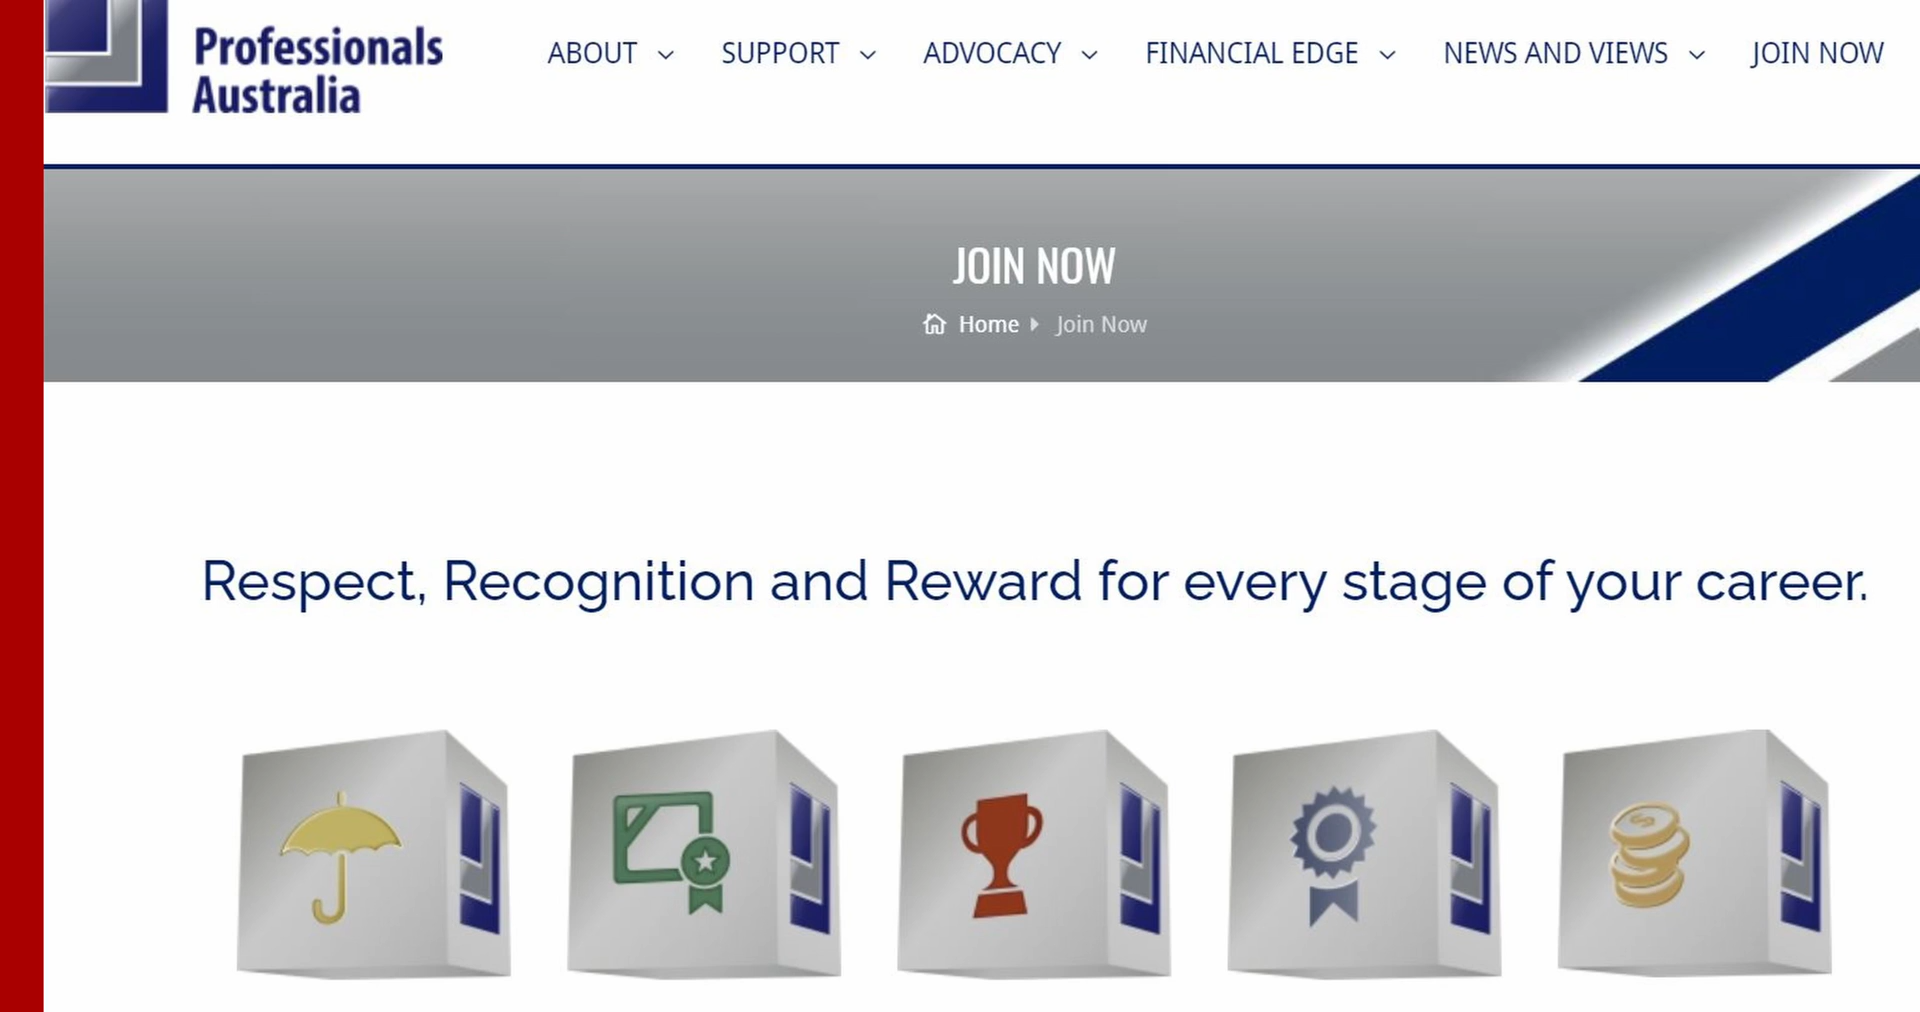 Professionals
Australia
ABOUT SUPPORT ADVOCACY FINANCIAL EDGE NEWS AND VIEWS JOIN NOW
JOIN NOW
Home Join Now
Respect, Recognition and Reward for every stage of your career.